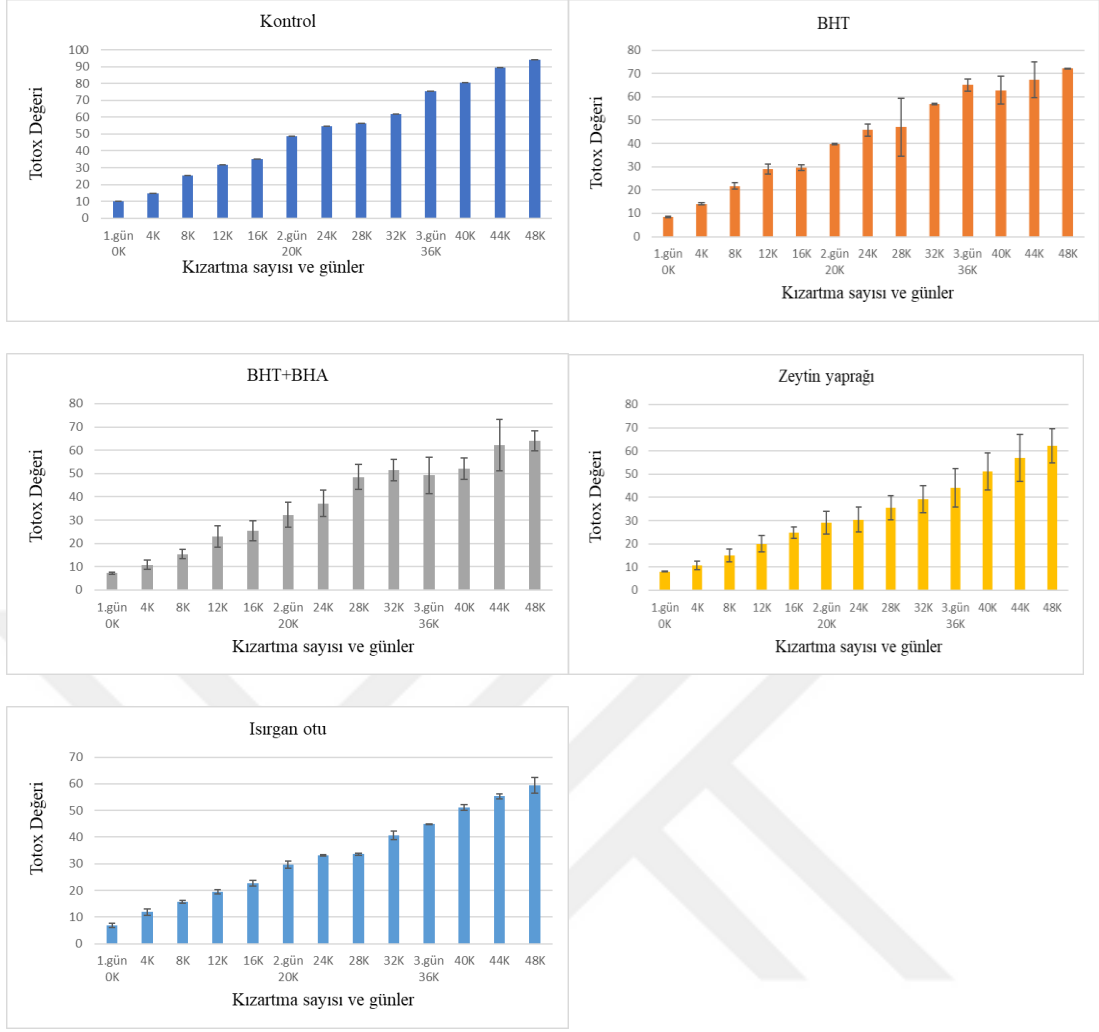 Kontrol
Totox Değeri
100
90
80
70
60
50
40
30
20
10
0
1.gün 4K 8K 12K 16K 2.gün 24K 28K 32K 3.gün 40K 44K 48K
0K 20K 36K
Kızartma sayısı ve günler
BHT
Totox Değeri
80
70
60
50
40
30
20
10
0
1.gün 4K 8K 12K 16K 2.gün 24K 28K 32K 3.gün 40K 44K 48K
0K 20K 36K
Kızartma sayısı ve günler
BHT+BHA
Totox Değeri
80
70
60
50
40
30
20
10
0
1.gün 4K 8K 12K 16K 2.gün 24K 28K 32K 3.gün 40K 44K 48K
0K 20K 36K
Kızartma sayısı ve günler
Zeytin yaprağı
Totox Değeri
80
70
60
50
40
30
20
10
0
1.gün 4K 8K 12K 16K 2.gün 24K 28K 32K 3.gün 40K 44K 48K
0K 20K 36K
Kızartma sayısı ve günler
Isırgan otu
Totox Değeri
70
60
50
40
30
20
10
0
1.gün 4K 8K 12K 16K 2.gün 24K 28K 32K 3.gün 40K 44K 48K
0K 20K 36K
Kızartma sayısı ve günler